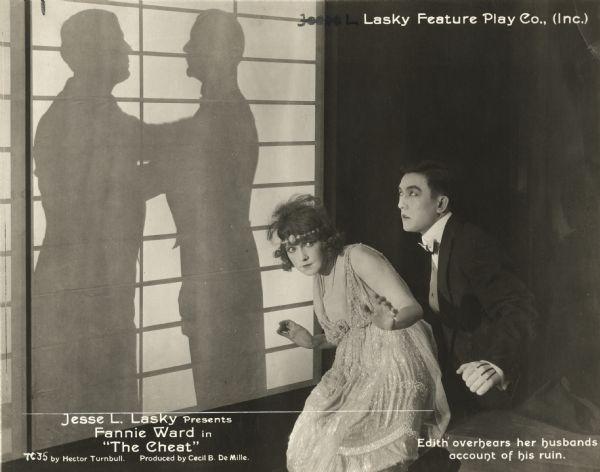 Jesse L. Lasky Feature Play Co., (Inc.)
Jesse L. Lasky Presents
Fannie Ward in
"The Cheat"
TC35 by Hector Turnbull. Produced by Cecil B. De Mille.
Edith overhears her husbands
account of his ruin.